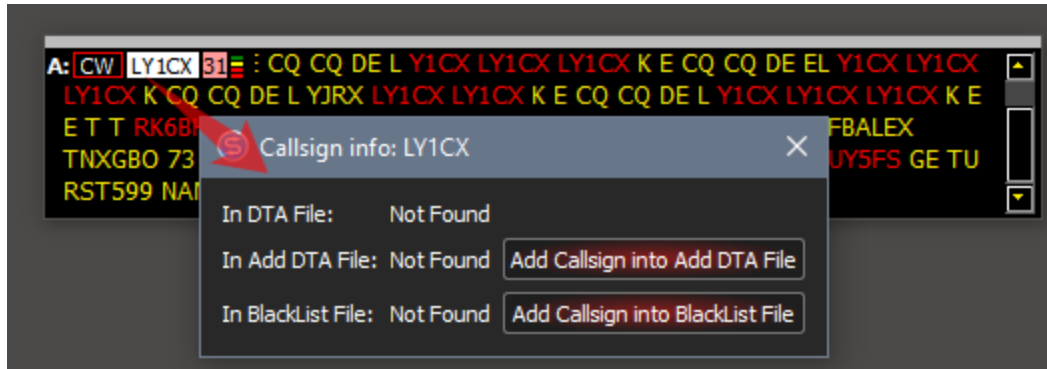 A: CW LY1CX 31 E CQ CQ DE L Y1CX LY1CX LY1CX K E CQ CQ DE EL Y1CX LY1CX
LY1CX K CQ CQ DE L YJRX LY1CX LY1CX K E CQ CQ DE L Y1CX LY1CX LY1CX K E
E T T FBALEX
TNXGBO 73 UY5FS GE TU
RST599
Callsign info: LY1CX
In DTA File: Not Found
In Add DTA File: Not Found Add Callsign into Add DTA File
In BlackList File: Not Found Add Callsign into BlackList File